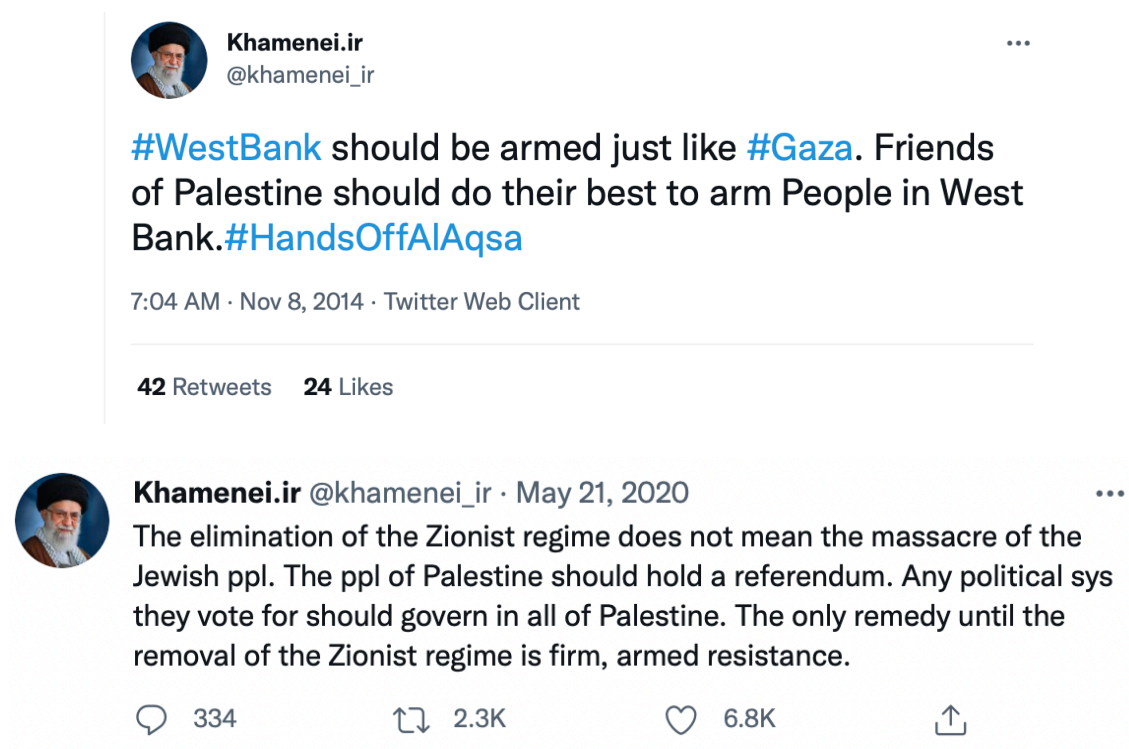 Khamenei.ir
@khamenei_ir
#WestBank should be armed just like #Gaza. Friends
of Palestine should do their best to arm People in West
Bank.#HandsOffAlAqsa
7:04 AM · Nov 8, 2014 · Twitter Web Client
42 Retweets 24 Likes
Khamenei.ir @khamenei_ir · May 21, 2020
The elimination of the Zionist regime does not mean the massacre of the
Jewish ppl. The ppl of Palestine should hold a referendum. Any political sys
they vote for should govern in all of Palestine. The only remedy until the
removal of the Zionist regime is firm, armed resistance.
334 2.3K 6.8K